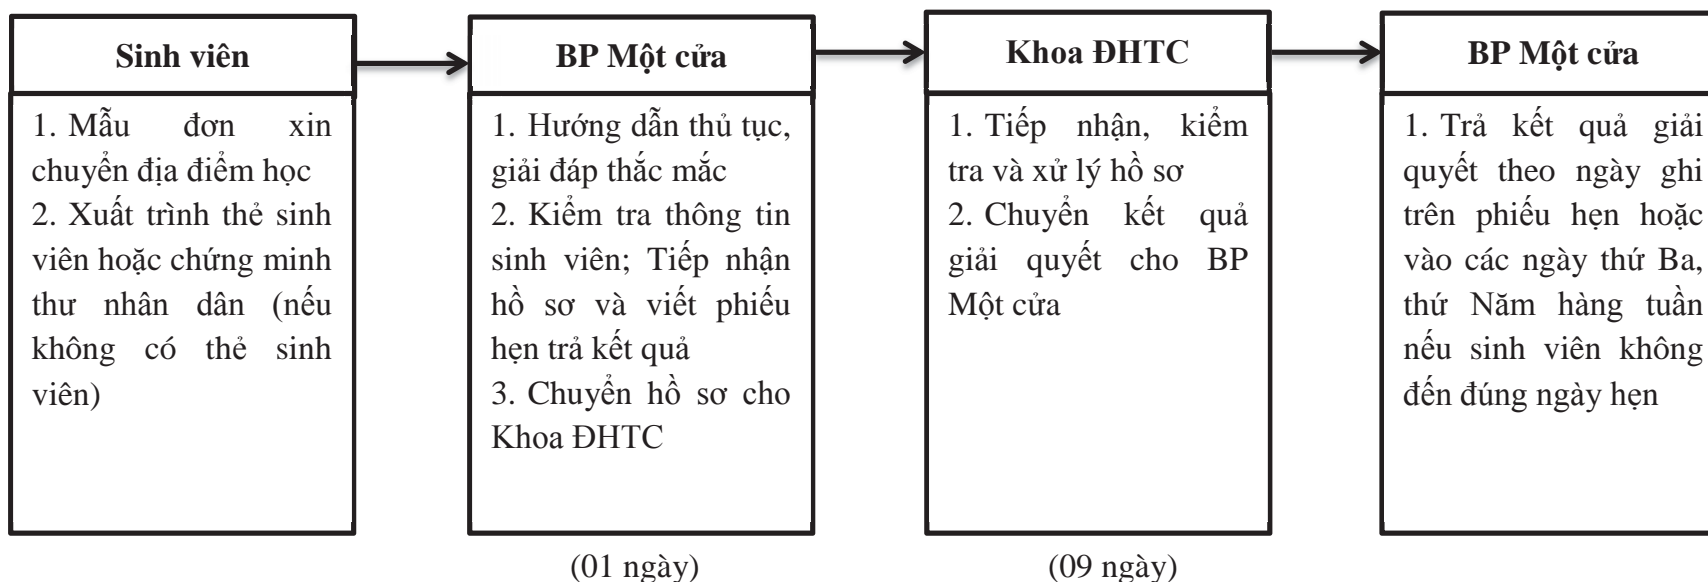 Sinh viên
1. Mẫu đơn xin
chuyển địa điểm học
2. Xuất trình thẻ sinh
viên hoặc chứng minh
thư nhân dân (nếu
không có thẻ sinh
viên)
BP Một cửa
1. Hướng dẫn thủ tục,
giải đáp thắc mắc
2. Kiểm tra thông tin
sinh viên; Tiếp nhận
hồ sơ và viết phiếu
hẹn trả kết quả
3. Chuyển hồ sơ cho
Khoa ĐHTC
(01 ngày)
Khoa ĐHTC
1. Tiếp nhận, kiểm
tra và xử lý hồ sơ
2. Chuyển kết quả
giải quyết cho BP
Một cửa
(09 ngày)
BP Một cửa
1. Trả kết quả giải
quyết theo ngày ghi
trên phiếu hẹn hoặc
vào các ngày thứ Ba,
thứ Năm hàng tuần
nếu sinh viên không
đến đúng ngày hẹn